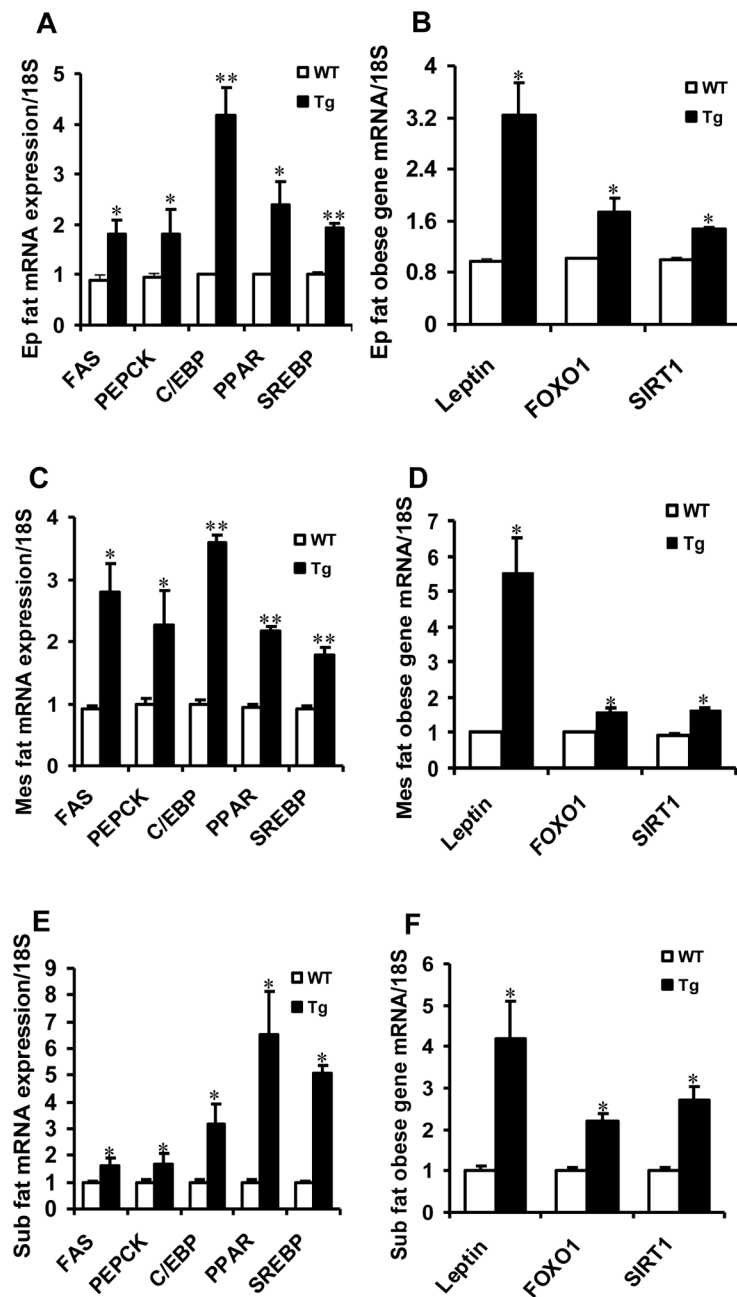 A
Ep fat mRNA expression/18S
5
4
3
2
1
0
WT
Tg
*
*
**
*
**
FAS
PEPCK
C/EBP
PPAR
SREBP
B
Ep fat obese gene mRNA/18S
4
3.2
2.4
1.6
0.8
0
WT
Tg
*
*
*
Leptin
FOXO1
SIRT1
C
Mes fat mRNA expression/18S
4
3
2
1
0
WT
Tg
*
*
**
**
**
FAS
PEPCK
C/EBP
PPAR
SREBP
D
Mes fat obese gene mRNA/18S
7
6
5
4
3
2
1
0
WT
Tg
*
*
*
Leptin
FOXO1
SIRT1
E
Sub fat mRNA expression/18S
9
8
7
6
5
4
3
2
1
0
WT
Tg
*
*
*
*
*
FAS
PEPCK
C/EBP
PPAR
SREBP
F
Sub fat obese gene mRNA/18S
6
5
4
3
2
1
0
WT
Tg
*
*
*
Leptin
FOXO1
SIRT1